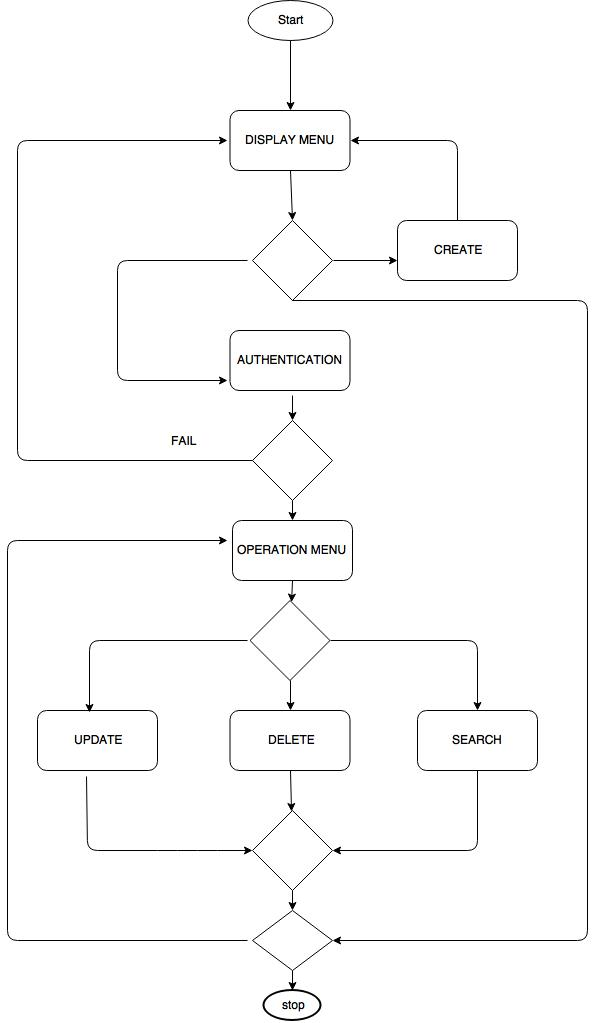 Start
DISPLAY MENU
CREATE
AUTHENTICATION
FAIL
OPERATION MENU
UPDATE
DELETE
SEARCH
stop